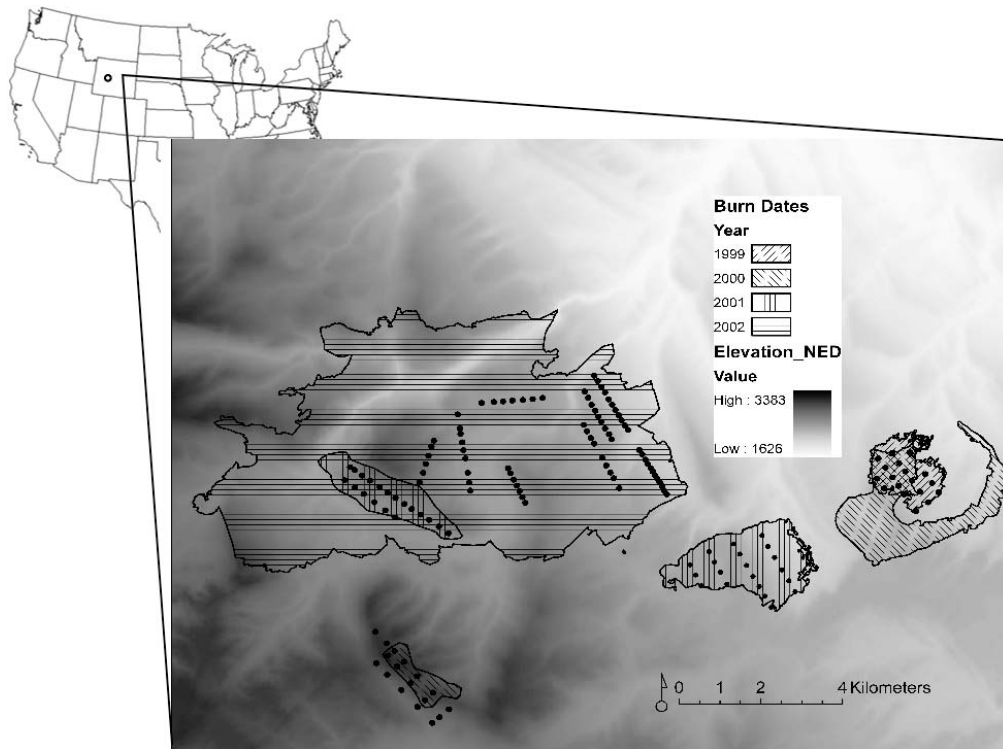 Burn Dates
Year
1999
2000
2001
2002
Elevation_NED
Value
High : 3383
Low : 1626
0 1 2 4 Kilometers